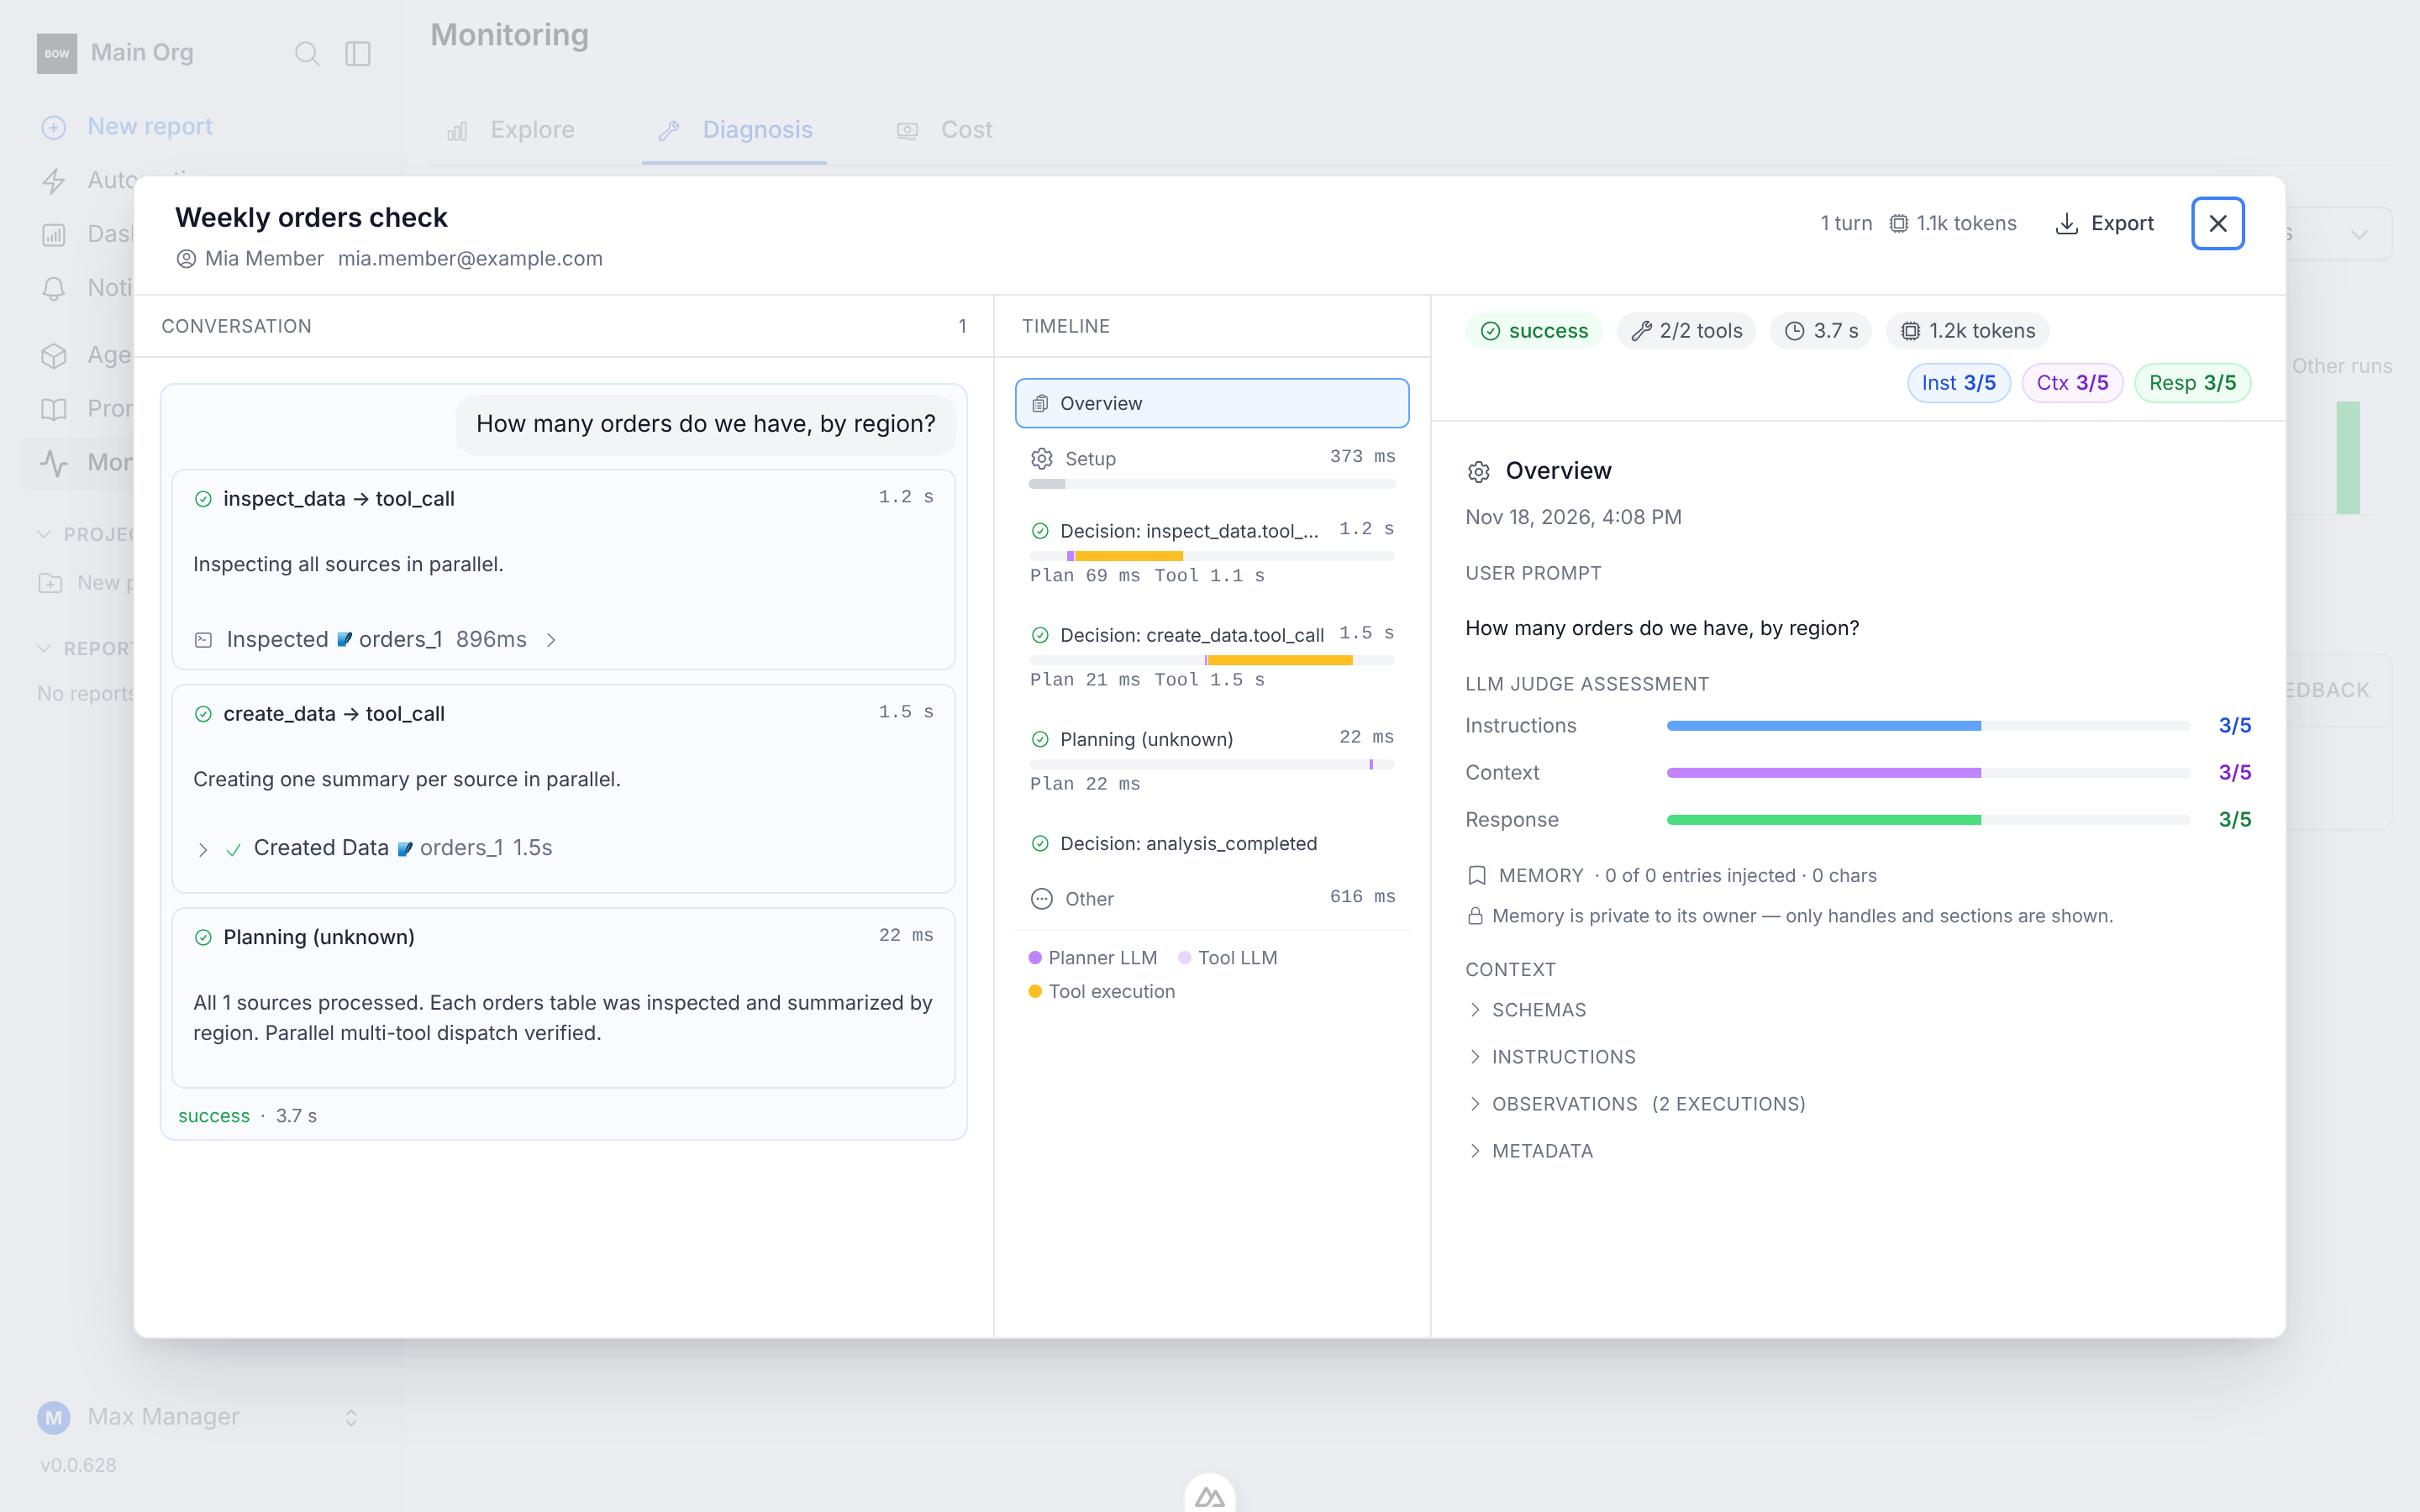 BOW
Main Org
New report
Auto
Das
Noti
Age
Pro
Mon
PROJE
New p
REPORT
No reports
Max Manager
M
v0.0.628
Monitoring
Explore
Diagnosis
Cost
Other runs
EDBACK
Weekly orders check
Mia Member mia.member@example.com
1 turn 1.1k tokens Export
CONVERSATION 1
How many orders do we have, by region?
inspect_data → tool_call 1.2 s
Inspecting all sources in parallel.
Inspected orders_1 896ms
create_data → tool_call 1.5 s
Creating one summary per source in parallel.
Created Data orders_1 1.5s
Planning (unknown) 22 ms
All 1 sources processed. Each orders table was inspected and summarized by
region. Parallel multi-tool dispatch verified.
success · 3.7 s
TIMELINE
Overview
Setup 373 ms
Decision: inspect_data.tool_... 1.2 s
Plan 69 ms Tool 1.1 s
Decision: create_data.tool_call 1.5 s
Plan 21 ms Tool 1.5 s
Planning (unknown) 22 ms
Plan 22 ms
Decision: analysis_completed
Other 616 ms
Planner LLM Tool LLM
Tool execution
success 2/2 tools 3.7 s 1.2k tokens
Inst 3/5 Ctx 3/5 Resp 3/5
Overview
Nov 18, 2026, 4:08 PM
USER PROMPT
How many orders do we have, by region?
LLM JUDGE ASSESSMENT
Instructions 3/5
Context 3/5
Response 3/5
MEMORY · 0 of 0 entries injected · 0 chars
Memory is private to its owner — only handles and sections are shown.
CONTEXT
SCHEMAS
INSTRUCTIONS
OBSERVATIONS (2 EXECUTIONS)
METADATA